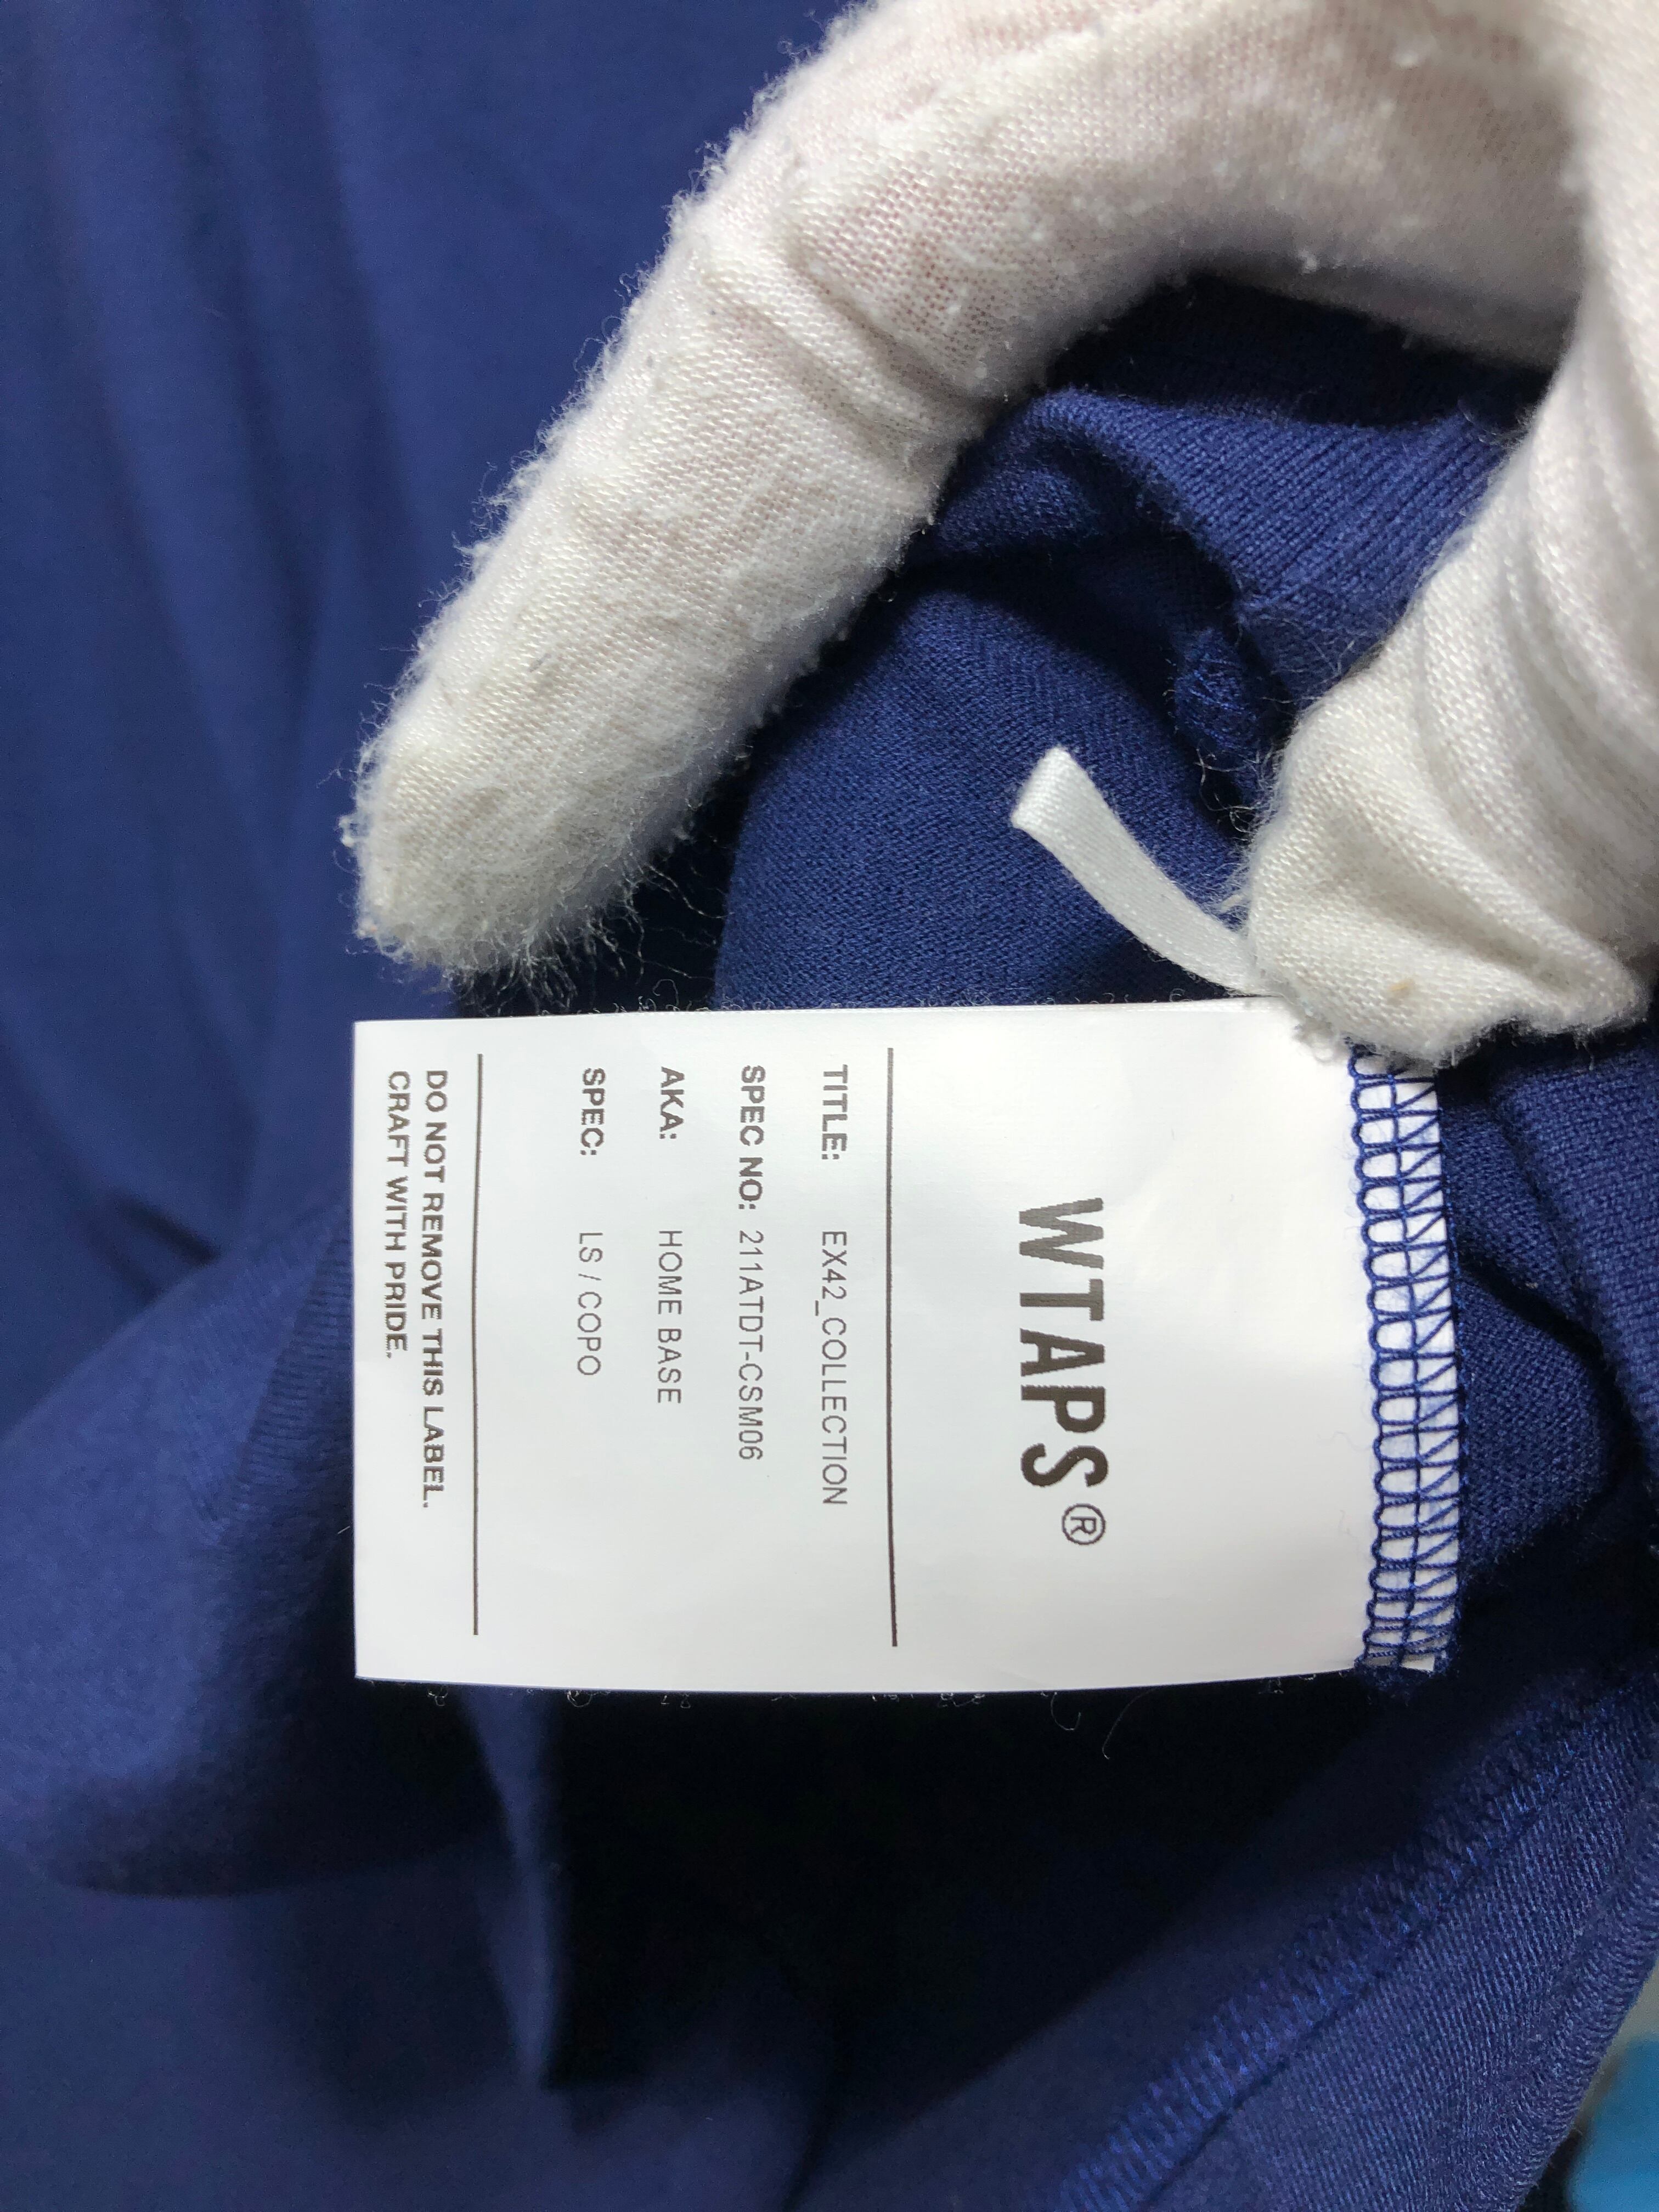 WTAPS®
TITLE: EX42_COLLECTION
SPEC NO: 211ATDT-CSM06
AKA: HOME BASE
SPEC: LS / COPO
DO NOT REMOVE THIS LABEL.
CRAFT WITH PRIDE.